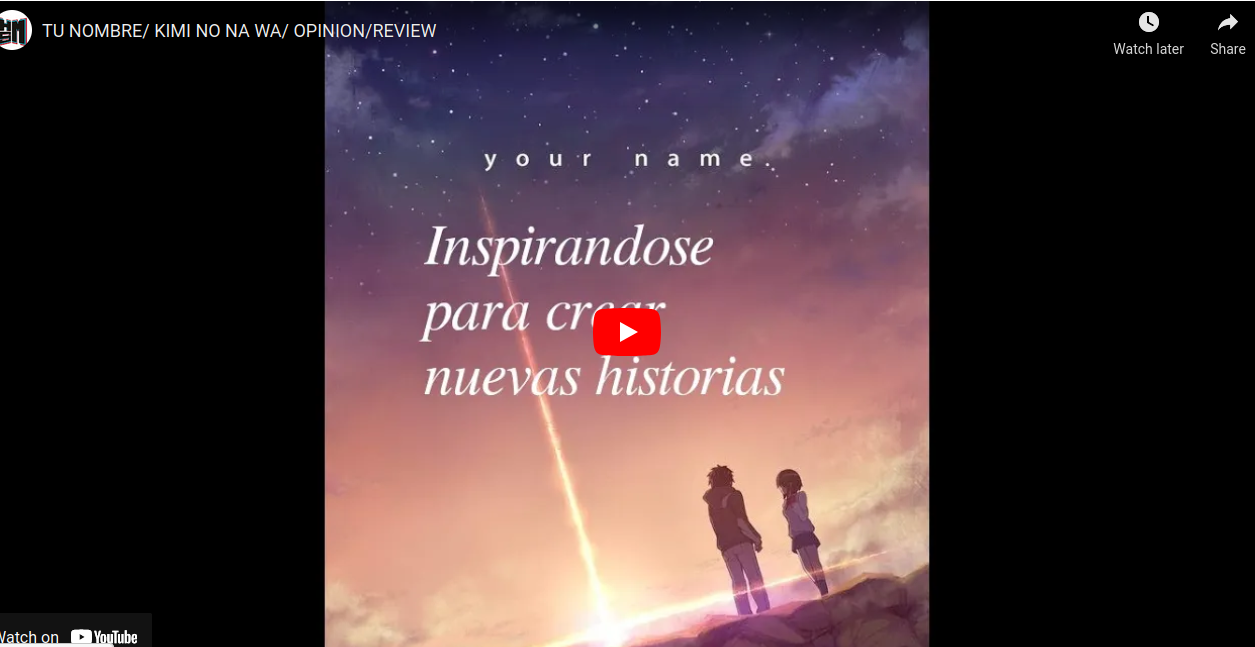 TU NOMBRE/ KIMI NO NA WA/ OPINION/REVIEW
Watch later
Share
your name.
Inspirandose
para crear
nuevas historias
Watch on YouTube